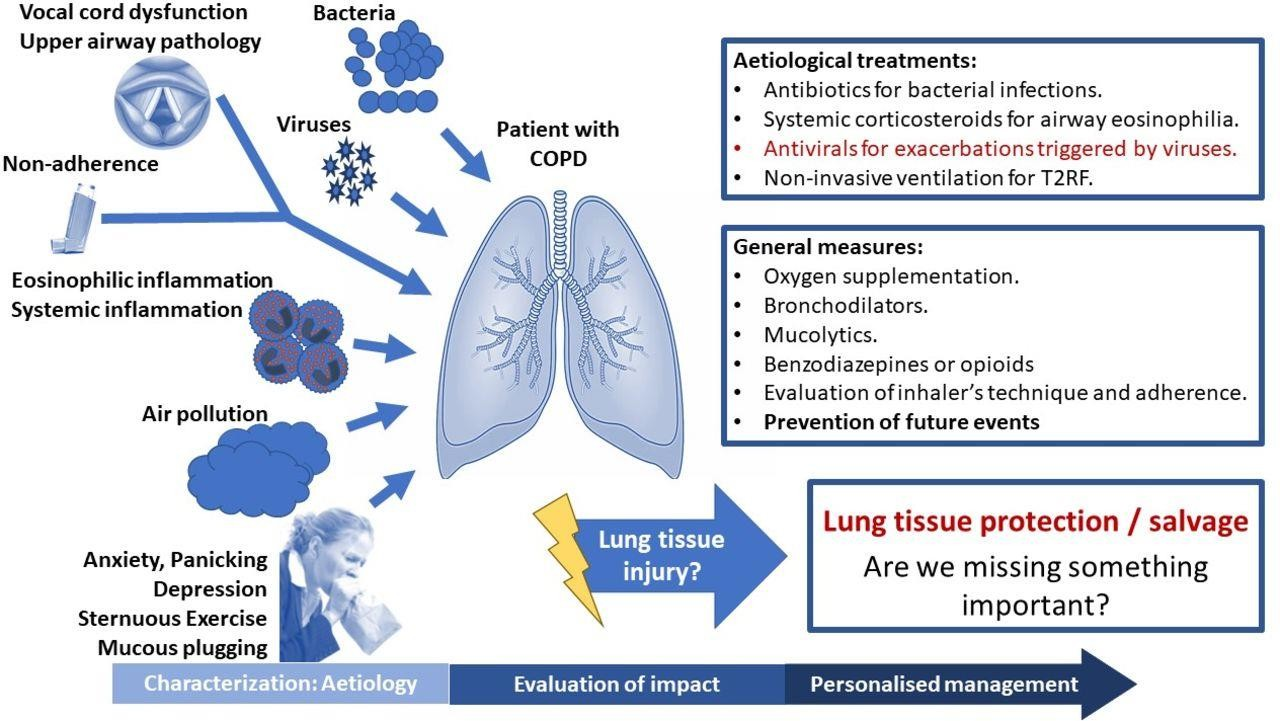 Vocal cord dysfunction
Upper airway pathology
Bacteria
Viruses
Patient with
COPD
Non-adherence
Eosinophilic inflammation
Systemic inflammation
Air pollution
Anxiety, Panicking
Depression
Sternuous Exercise
Mucous plugging
Aetiological treatments:
• Antibiotics for bacterial infections.
• Systemic corticosteroids for airway eosinophilia.
• Antivirals for exacerbations triggered by viruses.
• Non-invasive ventilation for T2RF.
General measures:
• Oxygen supplementation.
• Bronchodilators.
• Mucolytics.
• Benzodiazepines or opioids
• Evaluation of inhaler’s technique and adherence.
• Prevention of future events
Lung tissue
injury?
Lung tissue protection / salvage
Are we missing something
important?
Characterization: Aetiology
Evaluation of impact
Personalised management